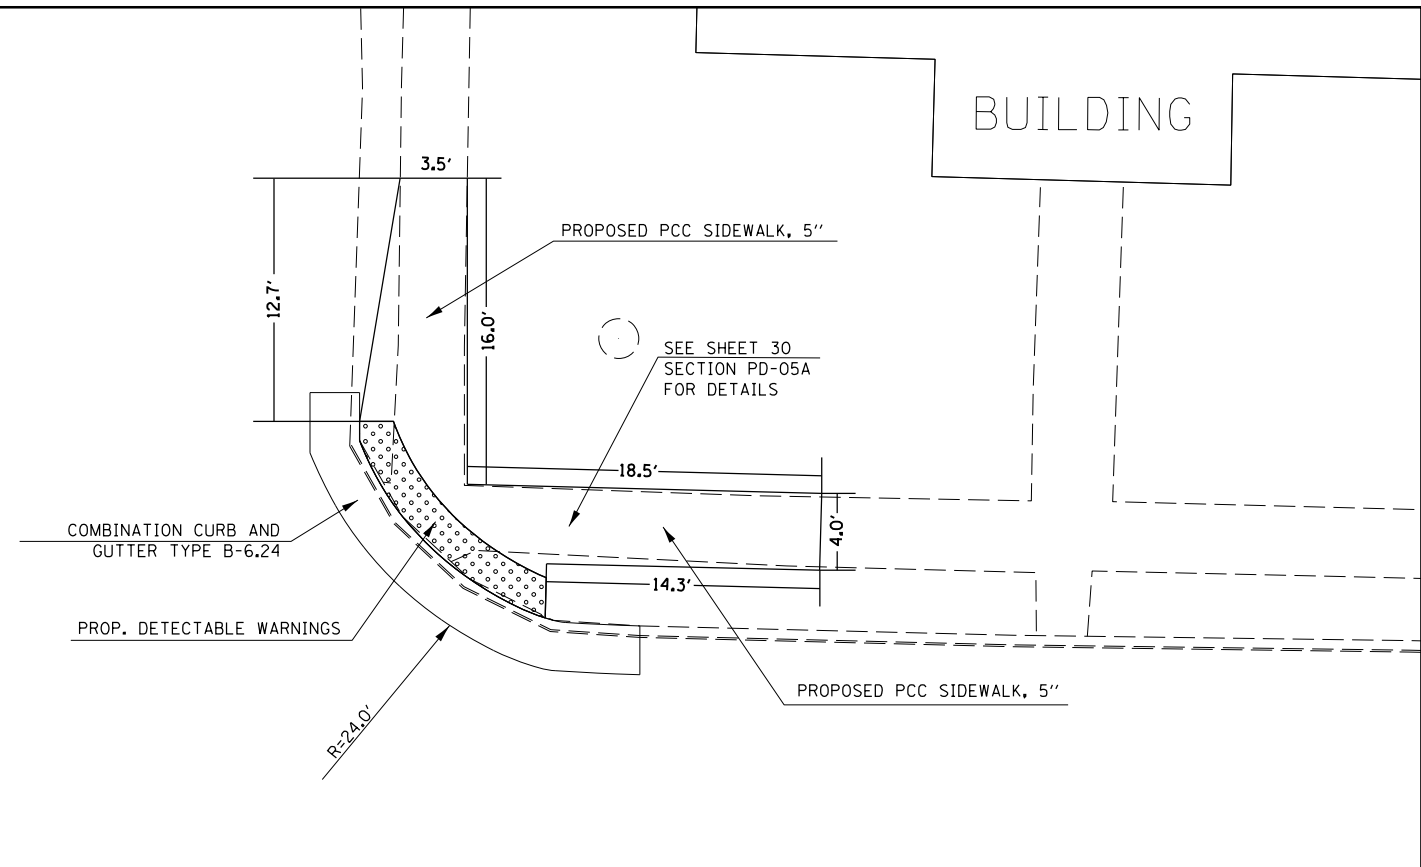 BUILDING
3.5'
PROPOSED PCC SIDEWALK, 5''
12.7'
16.0'
SEE SHEET 30
SECTION PD-05A
FOR DETAILS
18.5'
4.0'
COMBINATION CURB AND
GUTTER TYPE B-6.24
14.3'
PROP. DETECTABLE WARNINGS
PROPOSED PCC SIDEWALK, 5''
R=24.0'